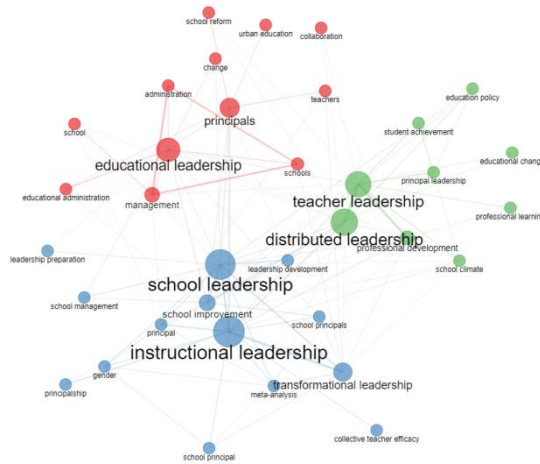 school reform
urban education
collaboration
change
administration
teachers
education policy
principals
school
student achievement
educational leadership
educational chang
schools
principal leadership
educational administration
management
teacher leadership
professional learnin
distributed leadership
professional development
leadership preparation
leadership development
school climate
school leadership
school management
school improvement
school principals
principal
instructional leadership
gender
transformational leadership
principalship
meta-analysis
collective teacher efficacy
school principal